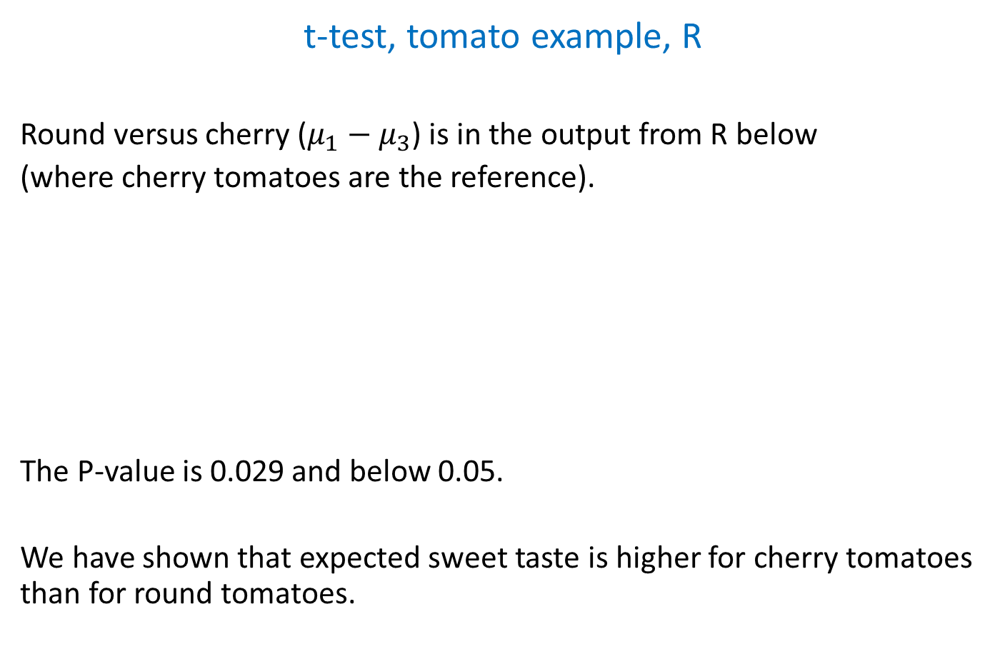 t-test, tomato example, R
Round versus cherry (𝜇₁ − 𝜇₃) is in the output from R below
(where cherry tomatoes are the reference).
The P-value is 0.029 and below 0.05.
We have shown that expected sweet taste is higher for cherry tomatoes
than for round tomatoes.